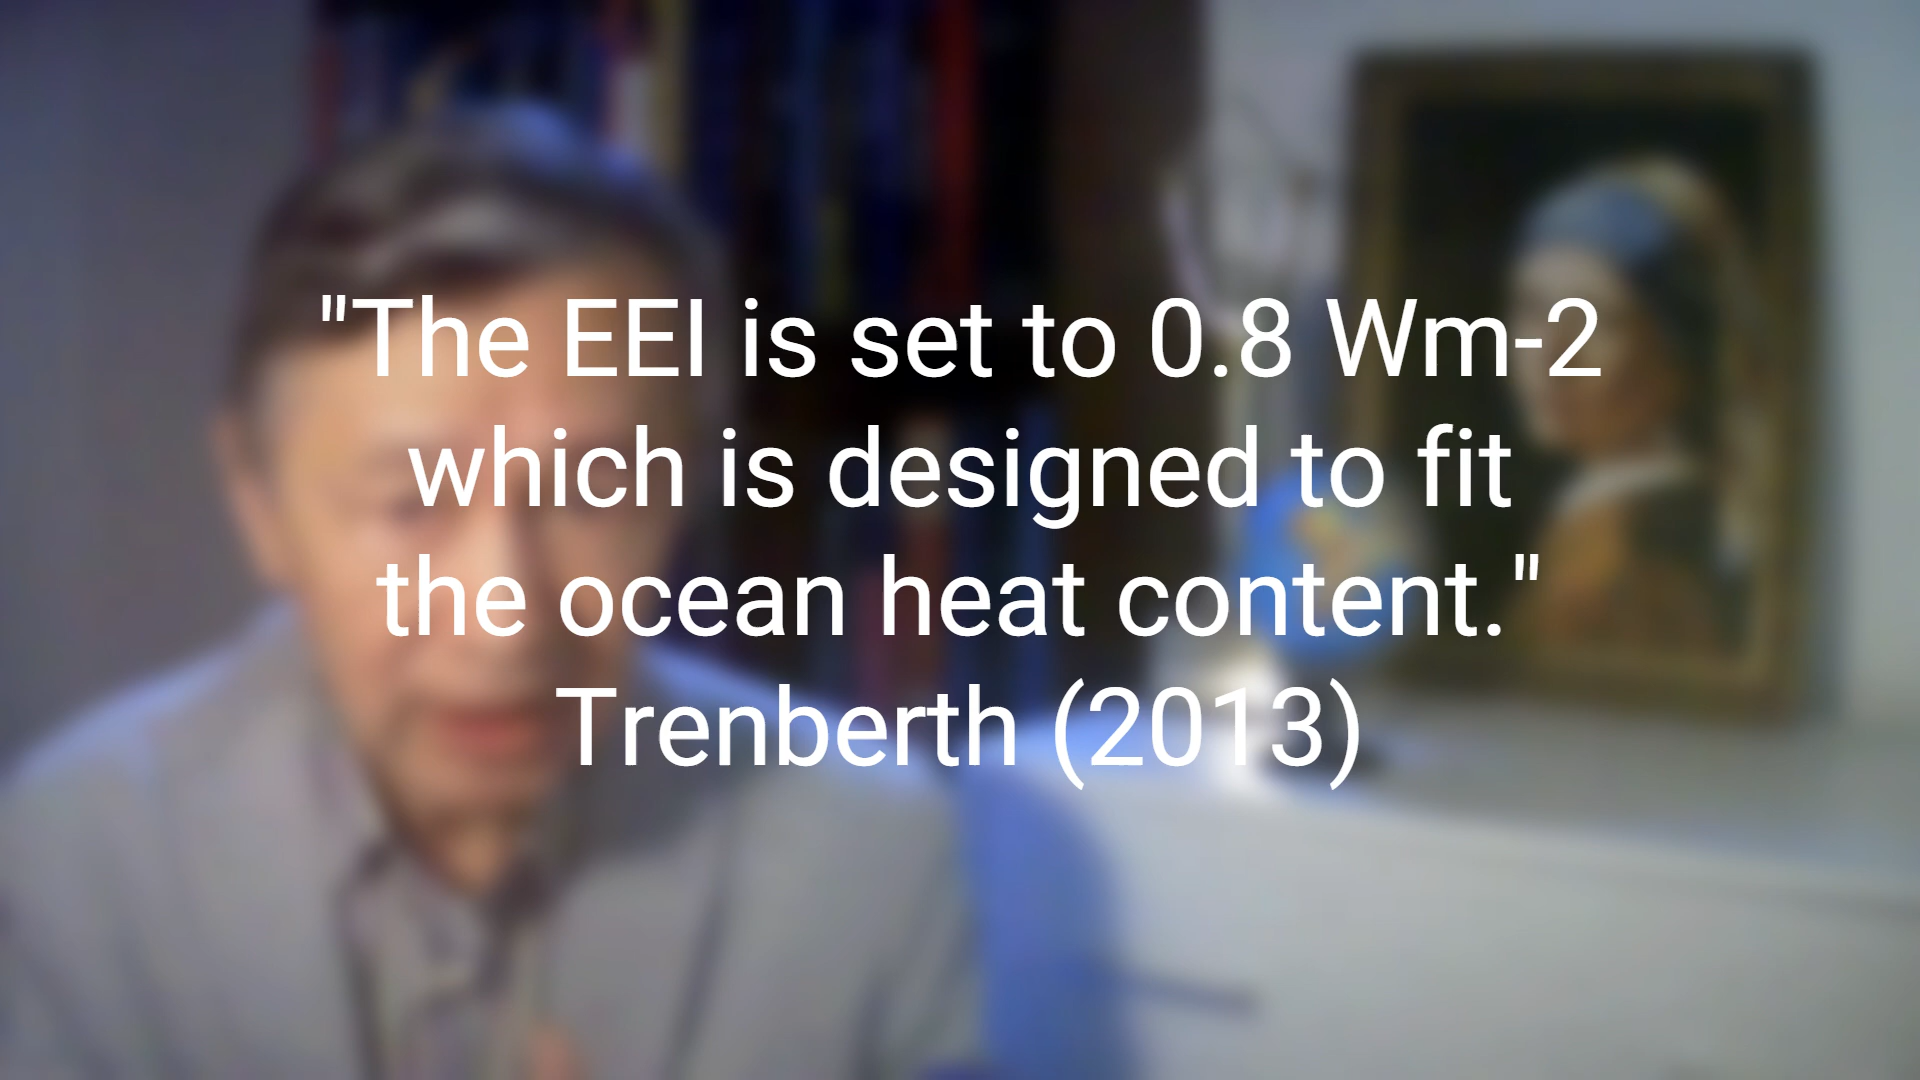 "The EEI is set to 0.8 Wm-2
which is designed to fit
the ocean heat content."
Trenberth (2013)